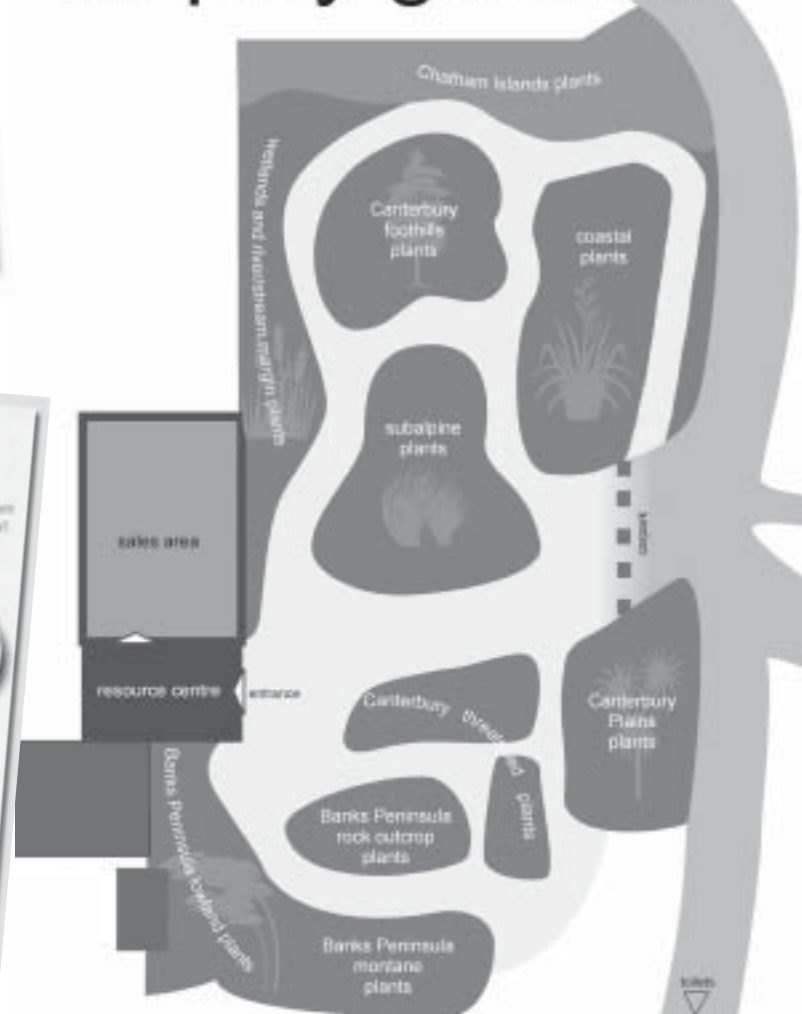 Chatham Islands plants
Wetlands and river/stream margin plants
Canterbury
foothills
plants
coastal
plants
subalpine
plants
sales area
resource centre
entrance
Canterbury threatened plants
Canterbury
Plains
plants
Banks Peninsula
rock outcrop
plants
Banks Peninsula lowland plants
Banks Peninsula
montane
plants
toilets